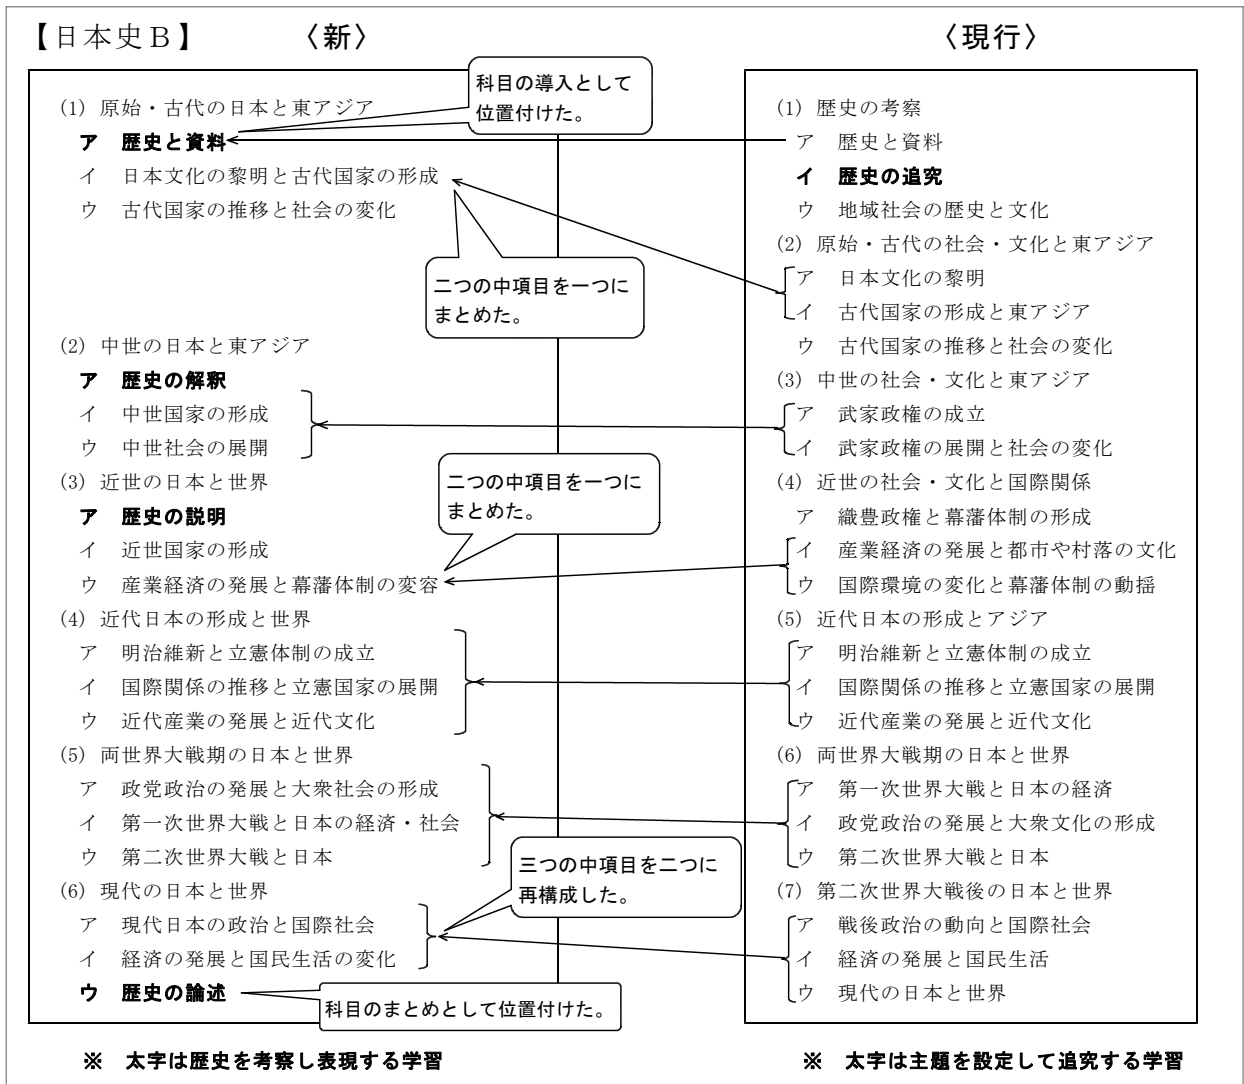 【日本史Ｂ】 〈新〉
科目の導入として
位置付けた。
(1) 原始・古代の日本と東アジア
ア 歴史と資料
イ 日本文化の黎明と古代国家の形成
ウ 古代国家の推移と社会の変化
二つの中項目を一つに
まとめた。
(2) 中世の日本と東アジア
ア 歴史の解釈
イ 中世国家の形成
ウ 中世社会の展開
(3) 近世の日本と世界
二つの中項目を一つに
まとめた。
ア 歴史の説明
イ 近世国家の形成
ウ 産業経済の発展と幕藩体制の変容
(4) 近代日本の形成と世界
ア 明治維新と立憲体制の成立
イ 国際関係の推移と立憲国家の展開
ウ 近代産業の発展と近代文化
(5) 両世界大戦期の日本と世界
ア 政党政治の発展と大衆社会の形成
イ 第一次世界大戦と日本の経済・社会
ウ 第二次世界大戦と日本
三つの中項目を二つに
再構成した。
(6) 現代の日本と世界
ア 現代日本の政治と国際社会
イ 経済の発展と国民生活の変化
ウ 歴史の論述
科目のまとめとして位置付けた。
※ 太字は歴史を考察し表現する学習
〈現行〉
(1) 歴史の考察
ア 歴史と資料
イ 歴史の追究
ウ 地域社会の歴史と文化
(2) 原始・古代の社会・文化と東アジア
ア 日本文化の黎明
イ 古代国家の形成と東アジア
ウ 古代国家の推移と社会の変化
(3) 中世の社会・文化と東アジア
ア 武家政権の成立
イ 武家政権の展開と社会の変化
(4) 近世の社会・文化と国際関係
ア 織豊政権と幕藩体制の形成
イ 産業経済の発展と都市や村落の文化
ウ 国際環境の変化と幕藩体制の動揺
(5) 近代日本の形成とアジア
ア 明治維新と立憲体制の成立
イ 国際関係の推移と立憲国家の展開
ウ 近代産業の発展と近代文化
(6) 両世界大戦期の日本と世界
ア 第一次世界大戦と日本の経済
イ 政党政治の発展と大衆文化の形成
ウ 第二次世界大戦と日本
(7) 第二次世界大戦後の日本と世界
ア 戦後政治の動向と国際社会
イ 経済の発展と国民生活
ウ 現代の日本と世界
※ 太字は主題を設定して追究する学習